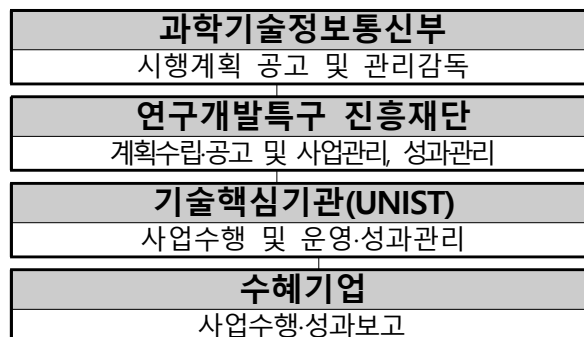 과학기술정보통신부
시행계획 공고 및 관리감독
연구개발특구 진흥재단
계획수립·공고 및 사업관리, 성과관리
기술핵심기관(UNIST)
사업수행 및 운영·성과관리
수혜기업
사업수행·성과보고